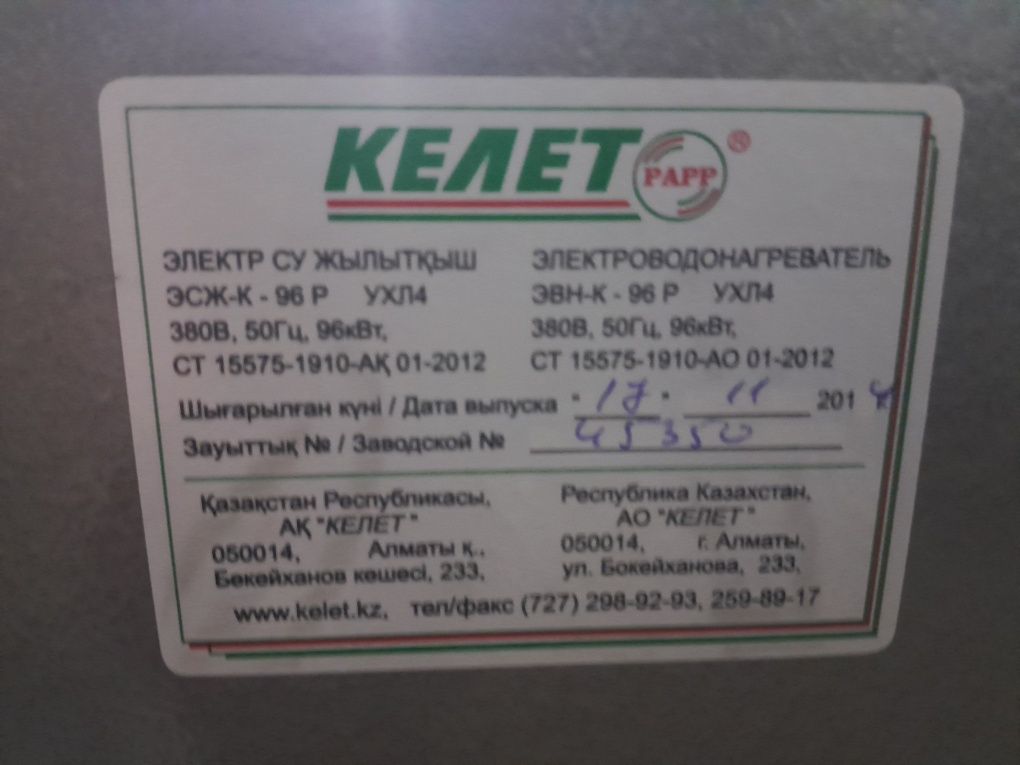 КЕЛЕТ PAPP ®
ЭЛЕКТР СУ ЖЫЛЫТҚЫШ
ЭСЖ-К - 96 Р УХЛ4
380В, 50Гц, 96кВт,
СТ 15575-1910-АҚ 01-2012
ЭЛЕКТРОВОДОНАГРЕВАТЕЛЬ
ЭВН-К - 96 Р УХЛ4
380В, 50Гц, 96кВт,
СТ 15575-1910-АО 01-2012
Шығарылған күні / Дата выпуска "17" 11 201
Зауыттық № / Заводской № 45350
Қазақстан Республикасы,
АҚ "КЕЛЕТ"
050014, Алматы қ.,
Бөкейханов көшесі, 233,
Республика Казахстан,
АО "КЕЛЕТ"
050014, г. Алматы,
ул. Бокейханова, 233,
www.kelet.kz, тел/факс (727) 298-92-93, 259-89-17